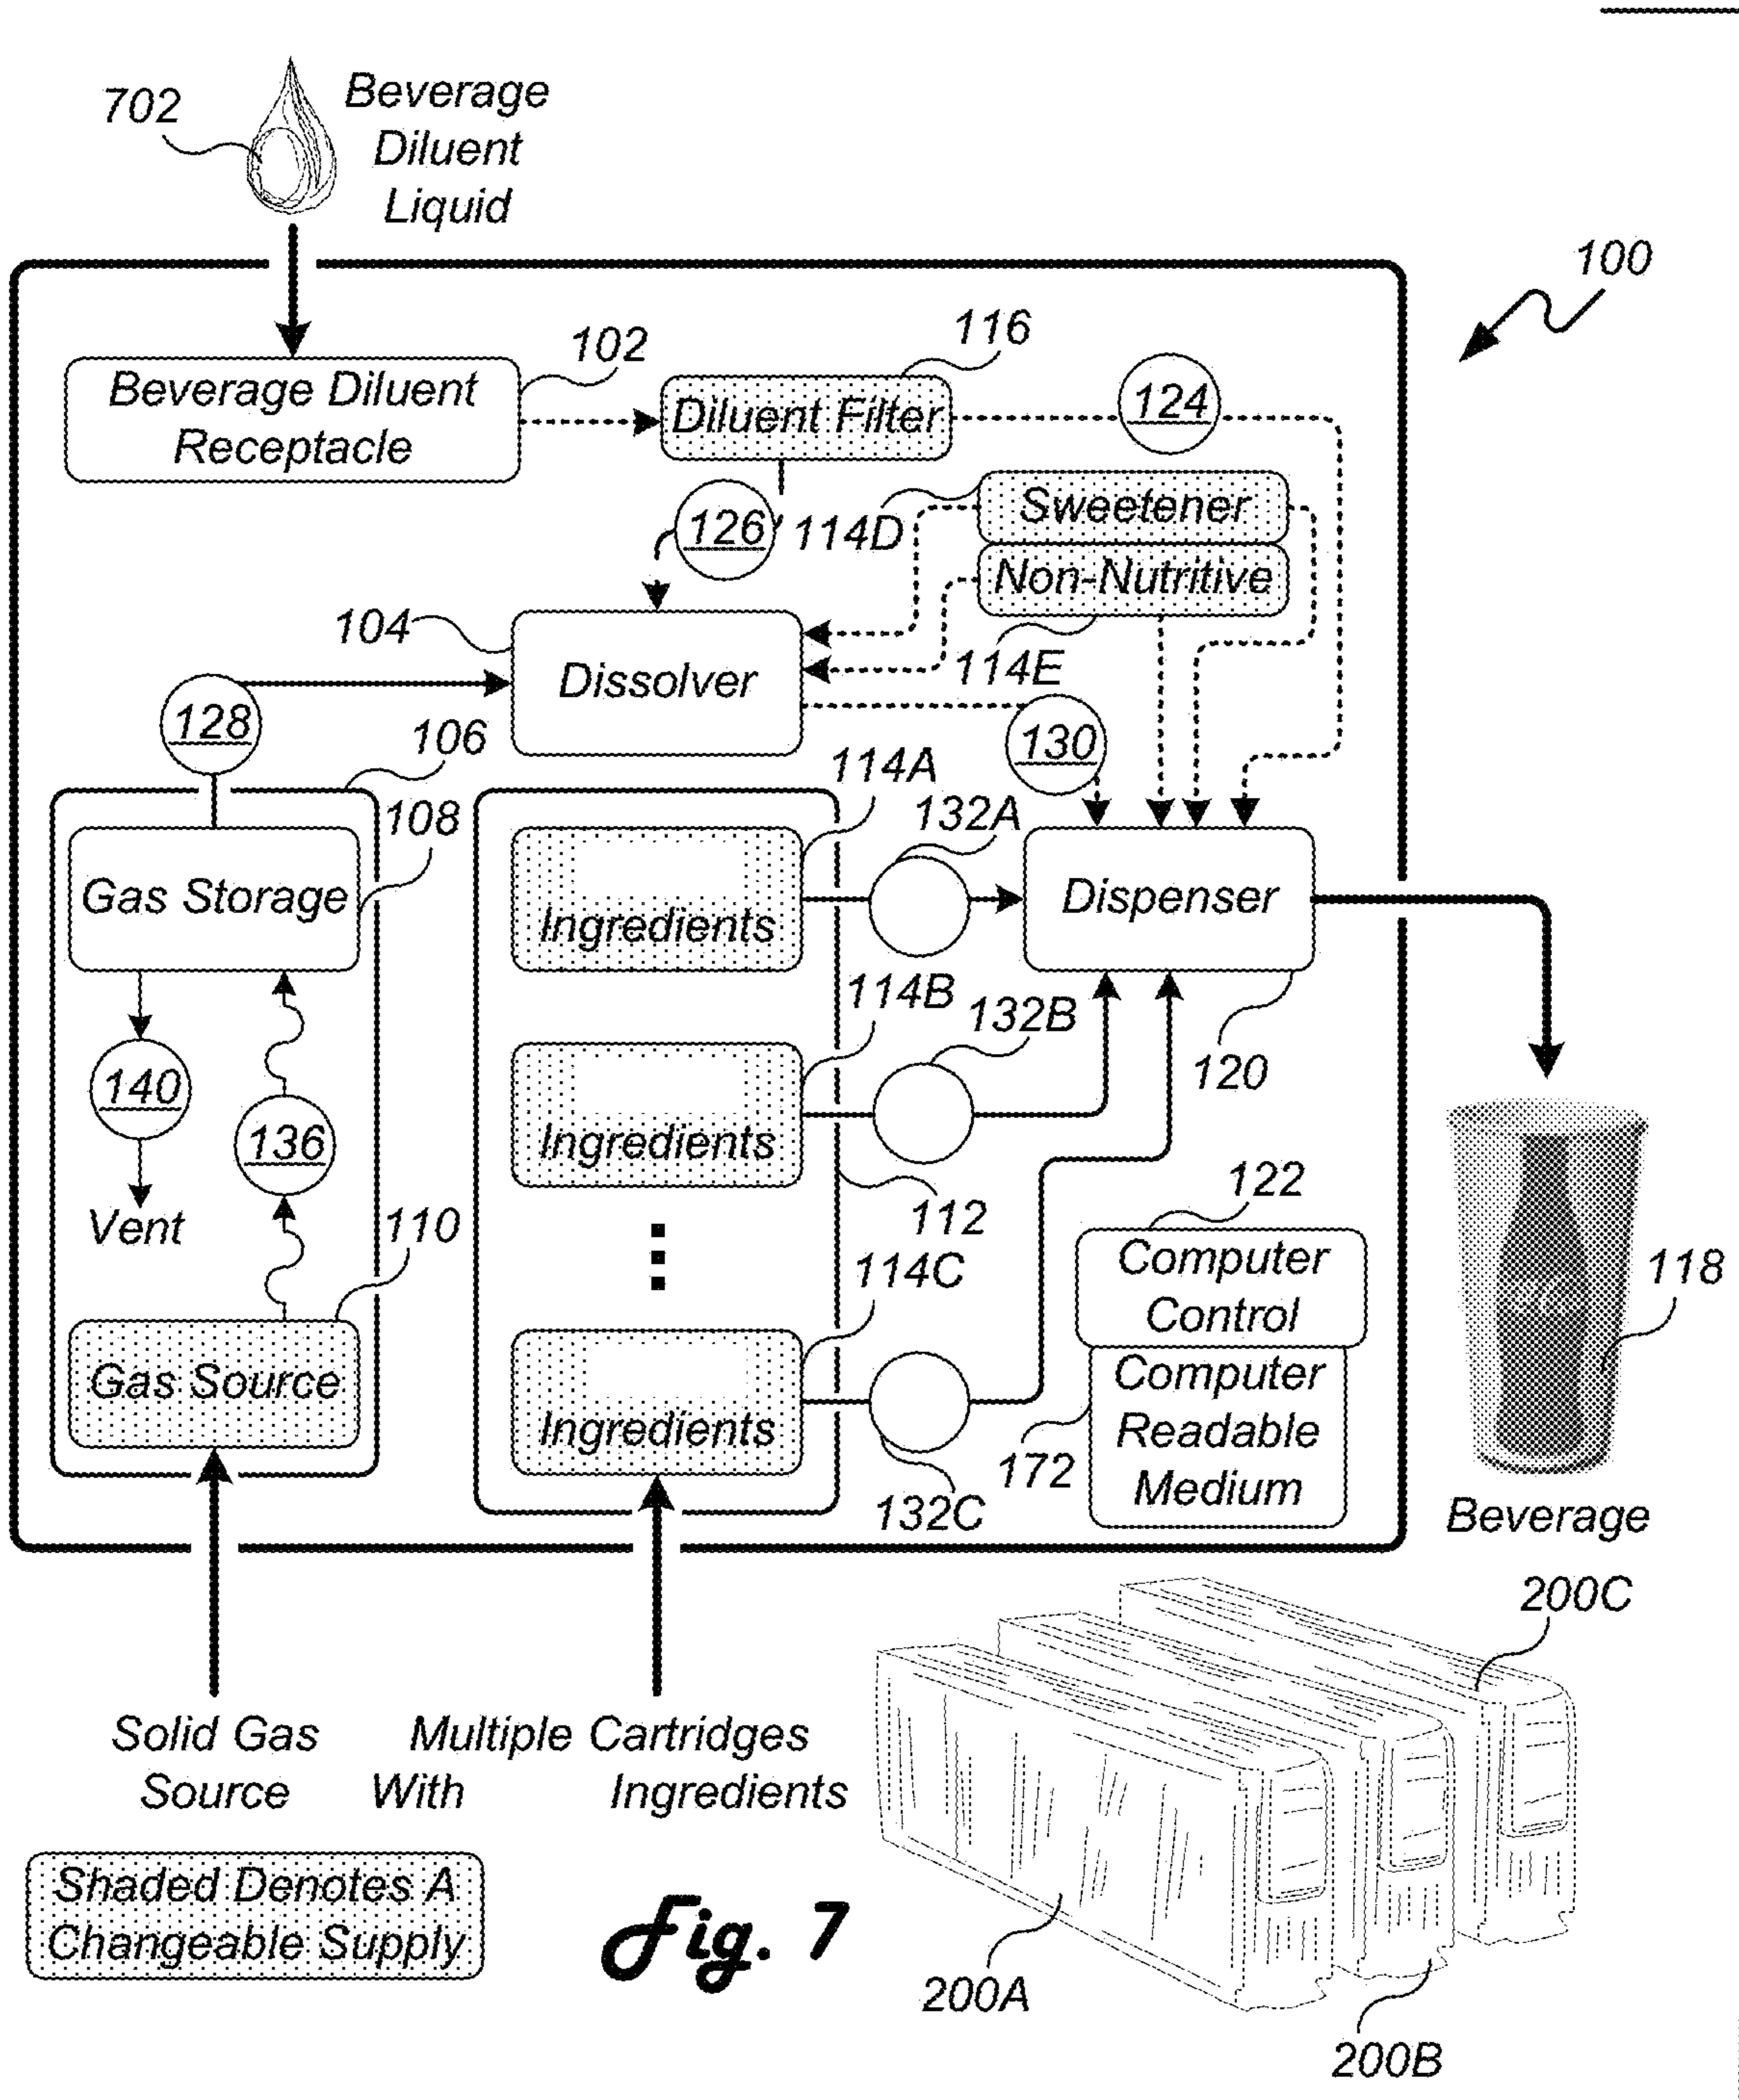 702
Beverage
Diluent
Liquid
100
102
116
Beverage Diluent
Receptacle
Diluent Filter
124
126
114D
Sweetener
Non-Nutritive
104
Dissolver
114E
128
106
130
114A
108
132A
Gas Storage
Ingredients
Dispenser
114B
132B
140
136
Ingredients
120
Vent
110
112
122
114C
Computer
Control
118
Gas Source
Ingredients
Computer
Readable
Medium
172
132C
Beverage
200C
Solid Gas
Source
Multiple Cartridges
With Ingredients
Shaded Denotes A
Changeable Supply
Fig. 7
200A
200B